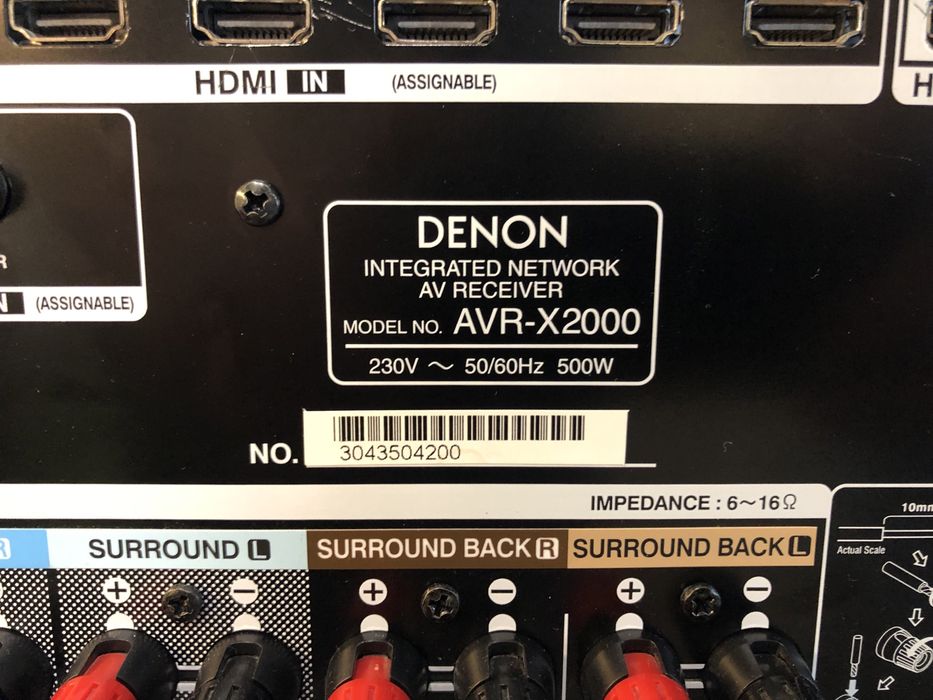 HDMI IN (ASSIGNABLE)
H
R
N (ASSIGNABLE)
DENON
INTEGRATED NETWORK
AV RECEIVER
MODEL NO. AVR-X2000
230V ～ 50/60Hz 500W
NO. 3043504200
IMPEDANCE : 6～16Ω
10mm
Actual Scale
R SURROUND L SURROUND BACK R SURROUND BACK L
+ − + − + −